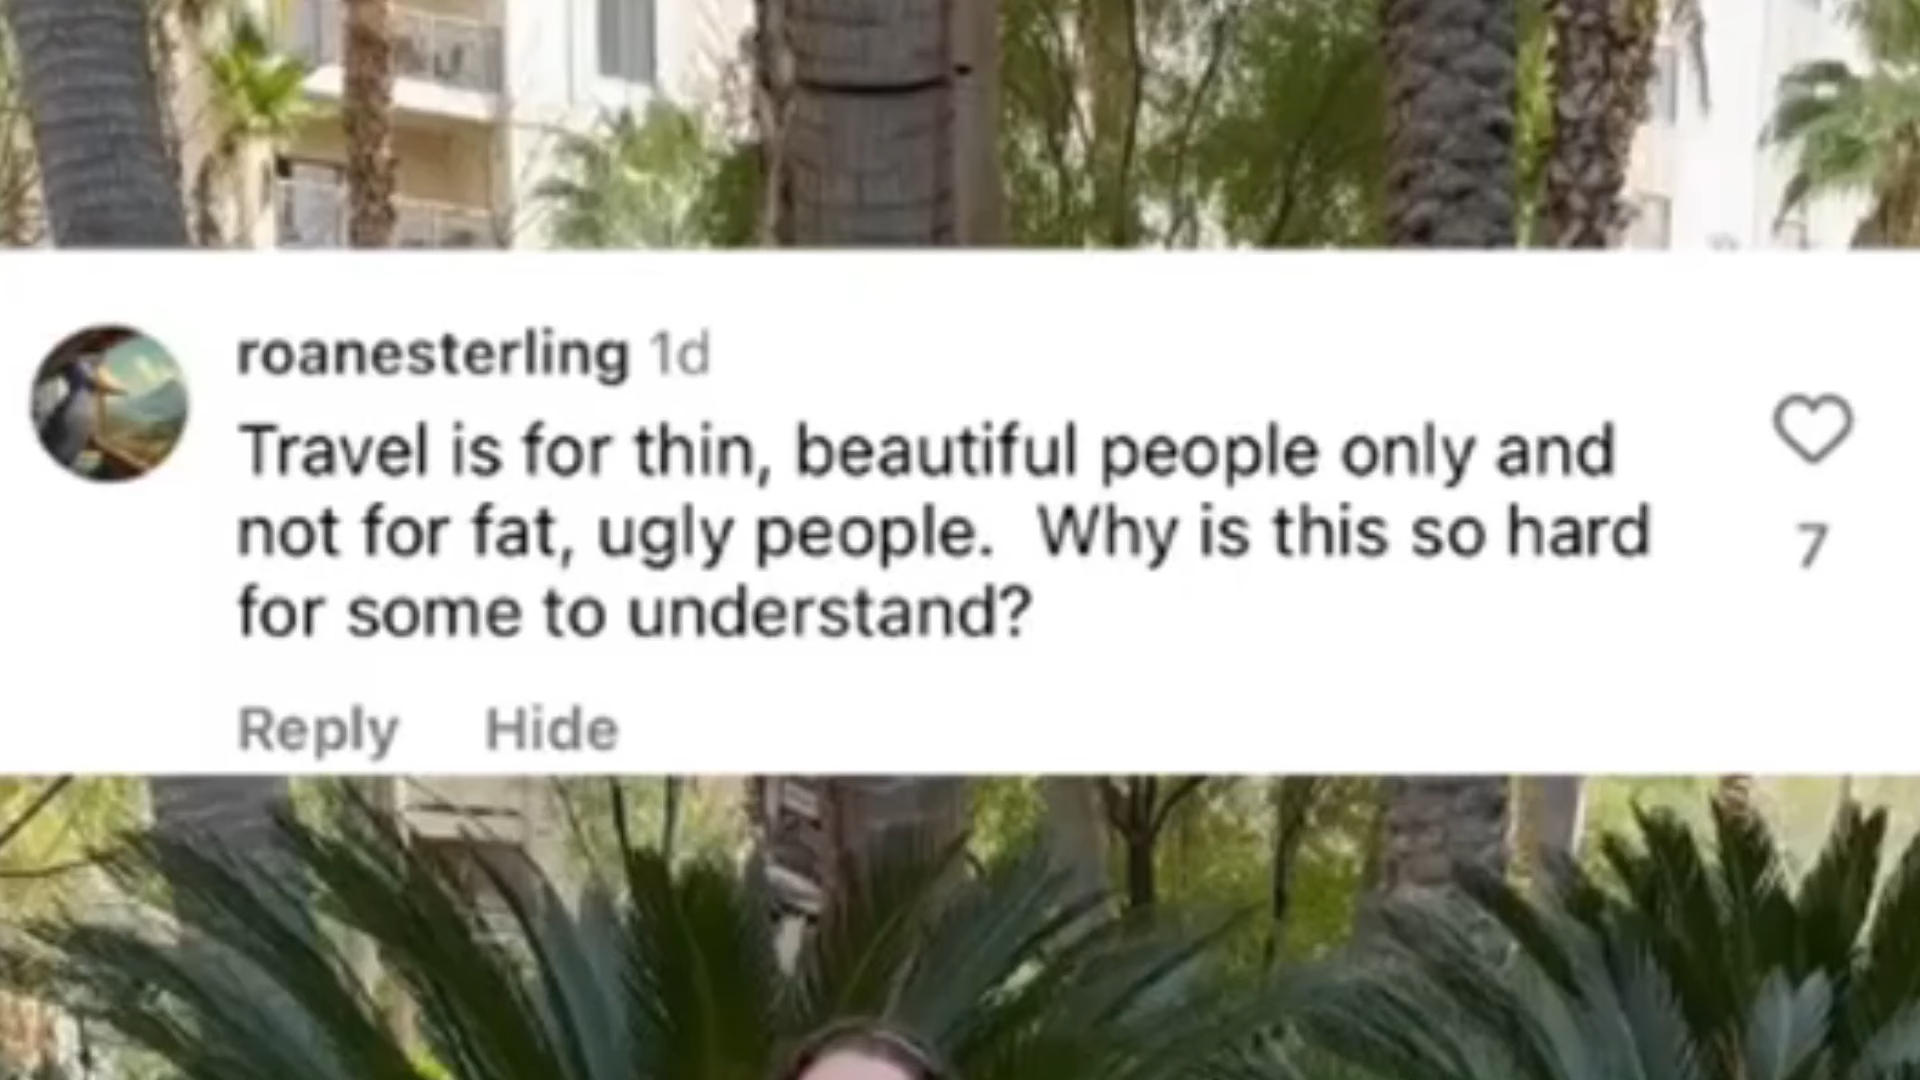 roanesterling 1d
Travel is for thin, beautiful people only and
not for fat, ugly people.  Why is this so hard
for some to understand?
7
Reply Hide